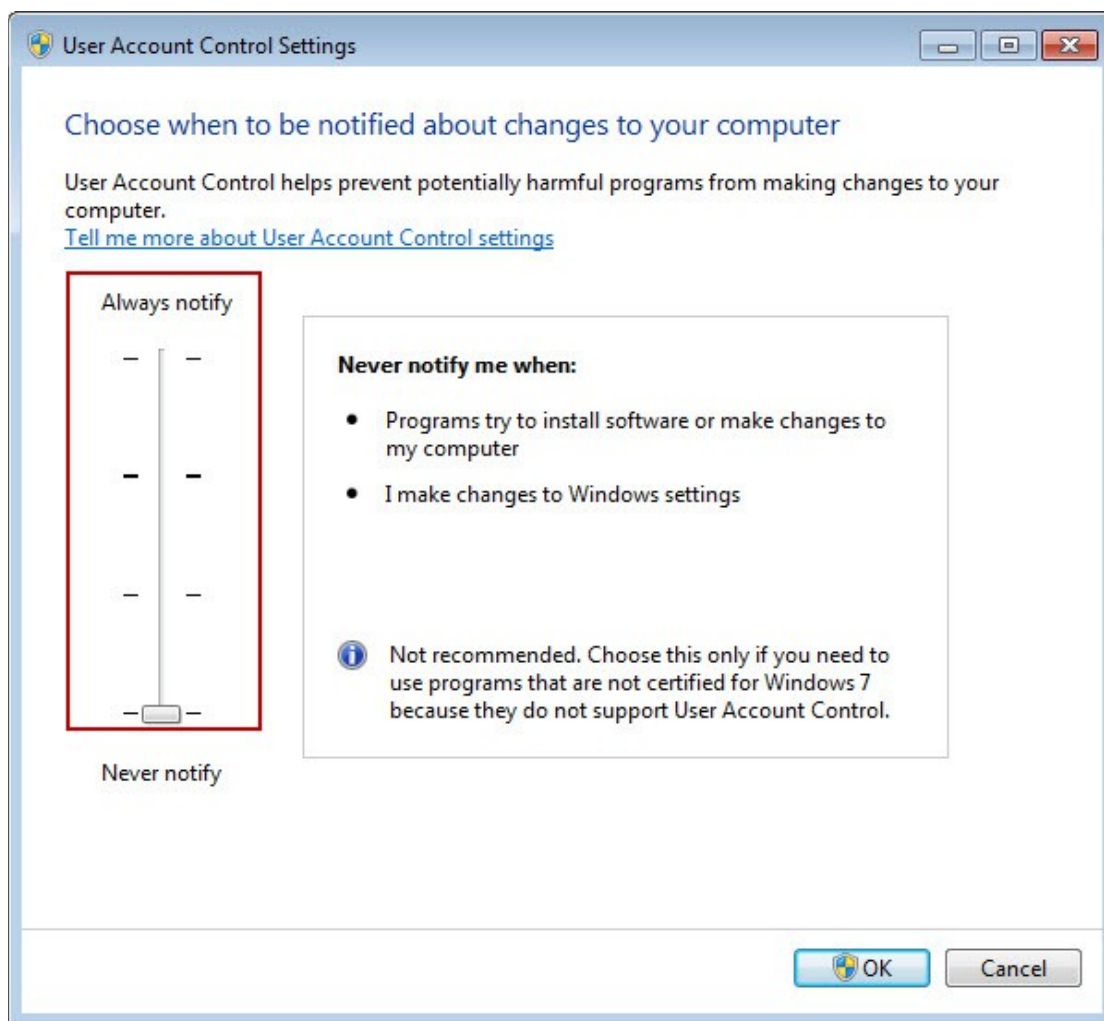 User Account Control Settings
Choose when to be notified about changes to your computer
User Account Control helps prevent potentially harmful programs from making changes to your
computer.
Tell me more about User Account Control settings
Always notify
Never notify me when:
• Programs try to install software or make changes to
my computer
• I make changes to Windows settings
Not recommended. Choose this only if you need to
use programs that are not certified for Windows 7
because they do not support User Account Control.
Never notify
OK
Cancel